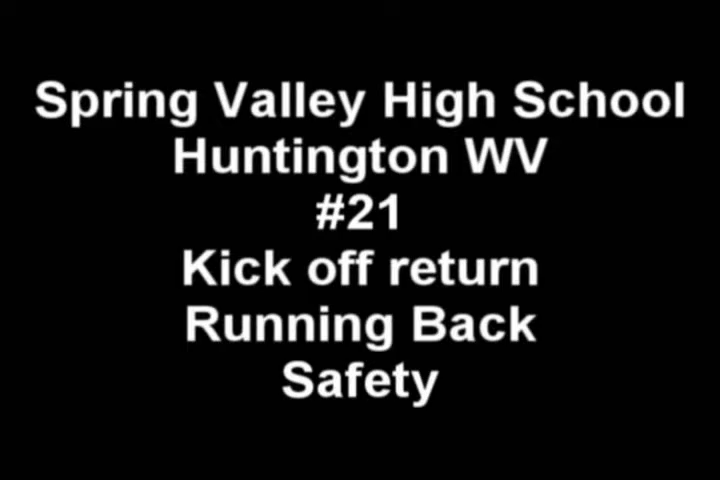 Spring Valley High School
Huntington WV
#21
Kick off return
Running Back
Safety